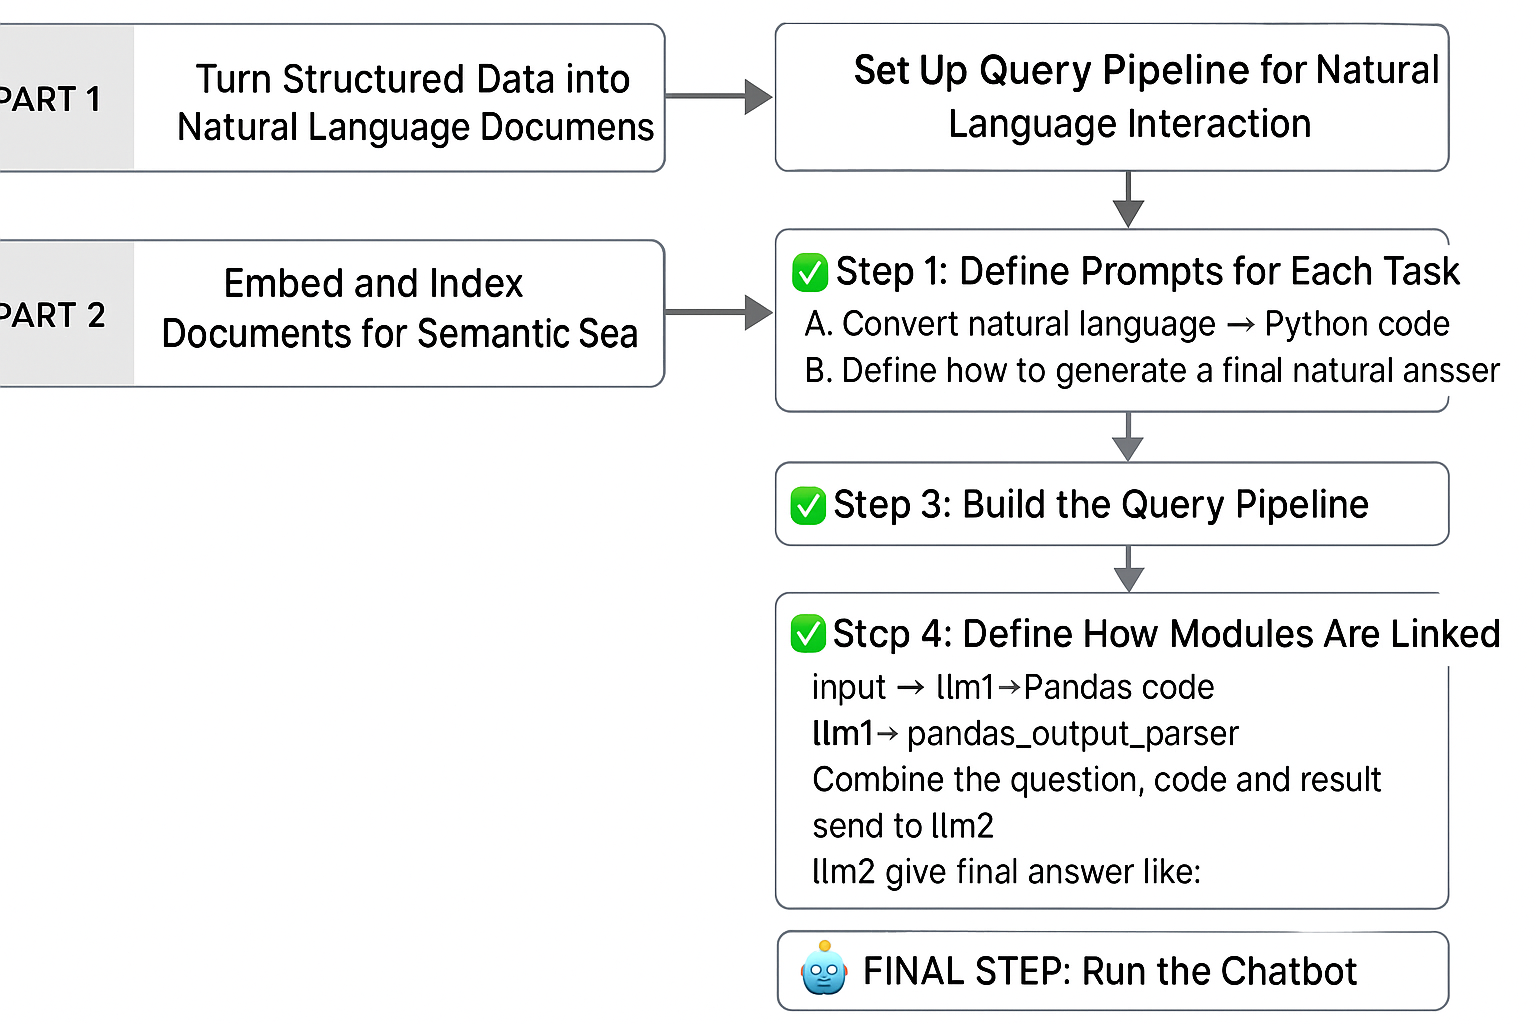 PART 1
Turn Structured Data into
Natural Language Documens
Set Up Query Pipeline for Natural
Language Interaction
PART 2
Embed and Index
Documents for Semantic Sea
✅ Step 1: Define Prompts for Each Task
A. Convert natural language → Python code
B. Define how to generate a final natural ansser
✅ Step 3: Build the Query Pipeline
✅ Stcp 4: Define How Modules Are Linked
input → llm1→Pandas code
llm1→ pandas_output_parser
Combine the question, code and result
send to llm2
llm2 give final answer like:
🤖 FINAL STEP: Run the Chatbot